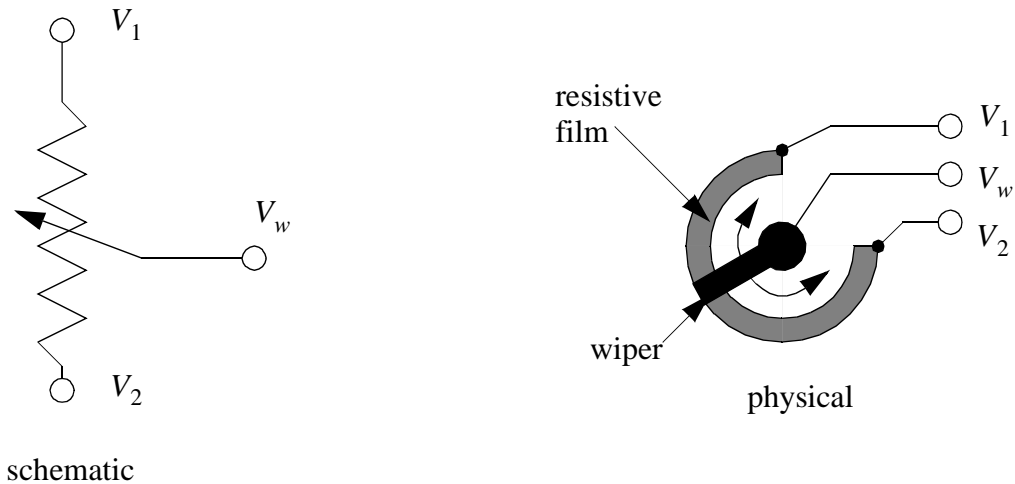 V1
Vw
V2
schematic
resistive
film
V1
Vw
V2
wiper
physical